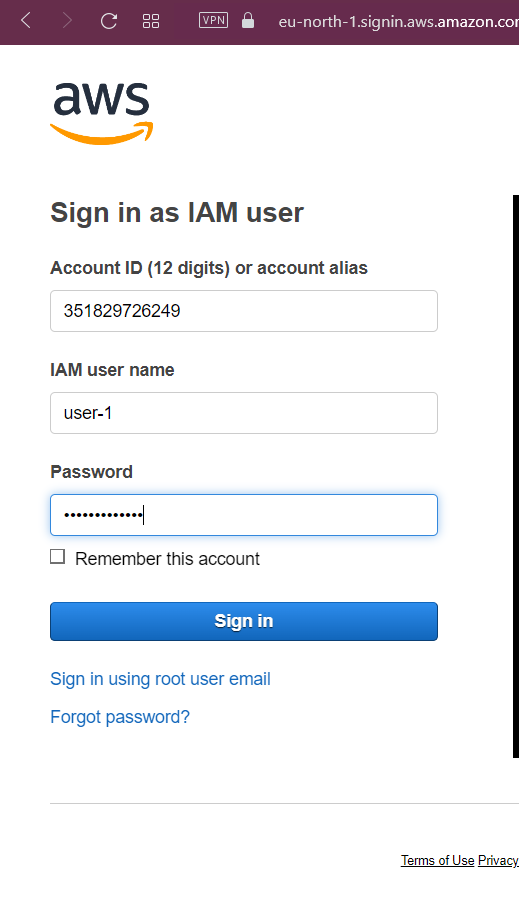 VPN
eu-north-1.signin.aws.amazon.co
aws
Sign in as IAM user
Account ID (12 digits) or account alias
351829726249
IAM user name
user-1
Password
•••••••••••••
Remember this account
Sign in
Sign in using root user email
Forgot password?
Terms of Use Privacy